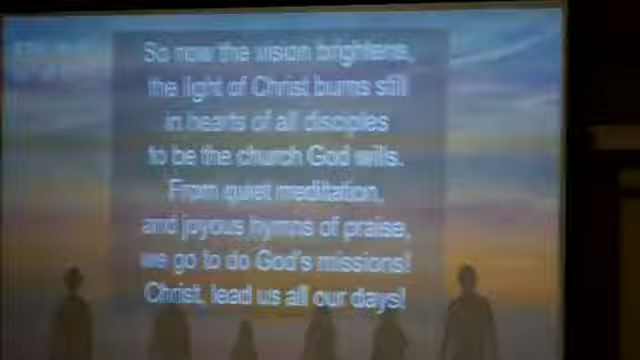 So now the vision brightens,
the light of Christ burns still
in hearts of all disciples
to be the church God wills.
From quiet meditation,
and joyous hymns of praise,
we go to do God's missions!
Christ, lead us all our days!